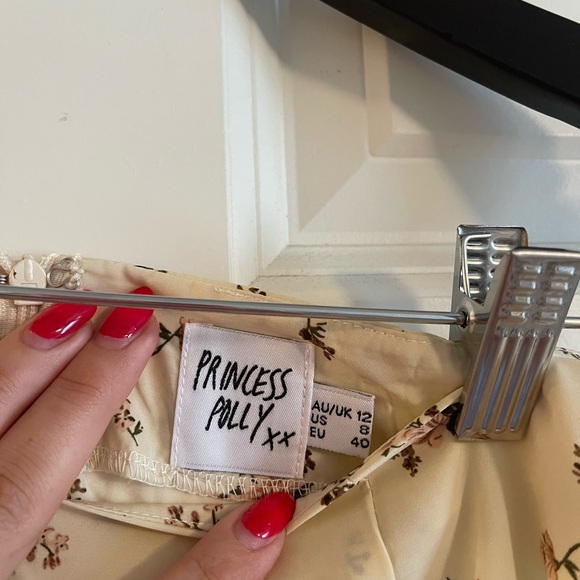 PRINCESS
POLLY xx
AU/UK 12
US 8
EU 40